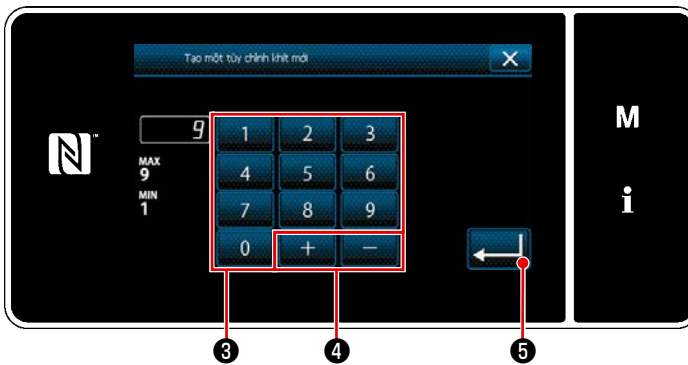 Tạo một tùy chỉnh khít mới
9
MAX
9
MIN
1
1 2 3
4 5 6
7 8 9
0 + −
M
i
❸ ❹ ❺